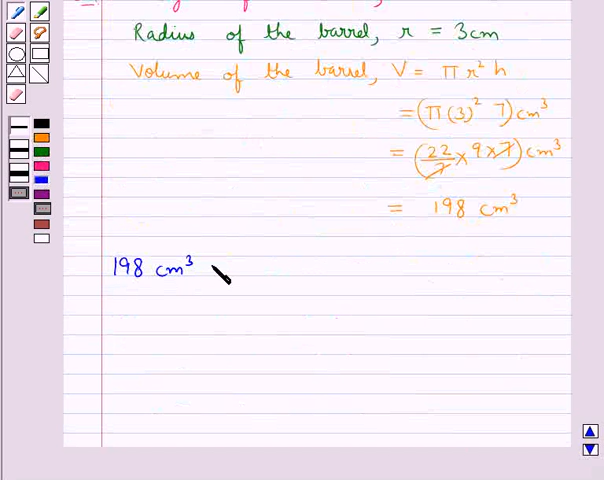 Radius of the barrel, r = 3cm
Volume of the barrel, V = πr²h
= (π(3)² 7)cm³
= (22/7 × 9 × 7)cm³
= 198 cm³
198 cm³